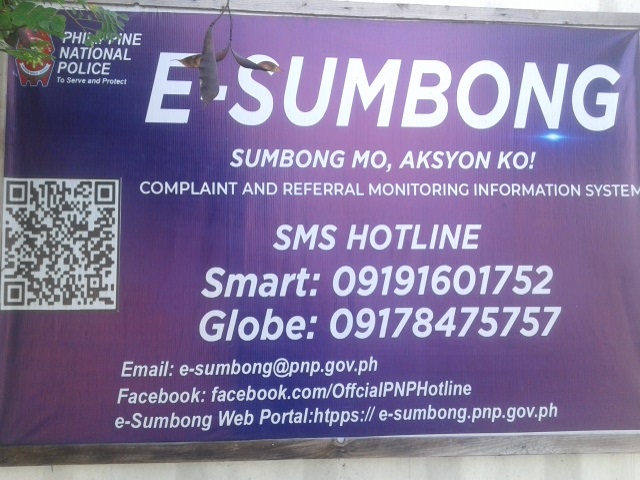 PHILIPPINE
NATIONAL
POLICE
To Serve and Protect
E-SUMBONG
SUMBONG MO, AKSYON KO!
COMPLAINT AND REFERRAL MONITORING INFORMATION SYSTEM
SMS HOTLINE
Smart: 09191601752
Globe: 09178475757
Email: e-sumbong@pnp.gov.ph
Facebook: facebook.com/OffcialPNPHotline
e-Sumbong Web Portal:htpps:// e-sumbong.pnp.gov.ph